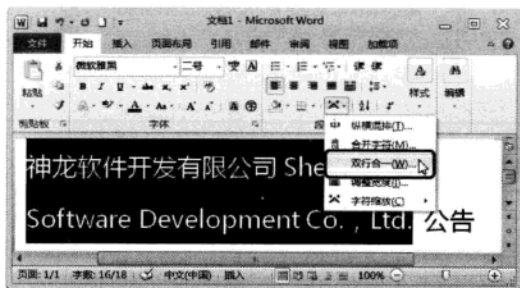 文档1 - Microsoft Word
文件 开始 插入 页面布局 引用 邮件 审阅 视图 加载项
微软雅黑 二号
B I U abc x₂ x²
粘贴 样式 编辑
剪贴板 字体 段
纵横混排(T)...
合并字符(M)...
双行合一(W)...
调整宽度(I)...
字符缩放(C)
神龙软件开发有限公司 She
Software Development Co. , Ltd. 公告
页面: 1/1 字数: 16/18 中文(中国) 插入 100%